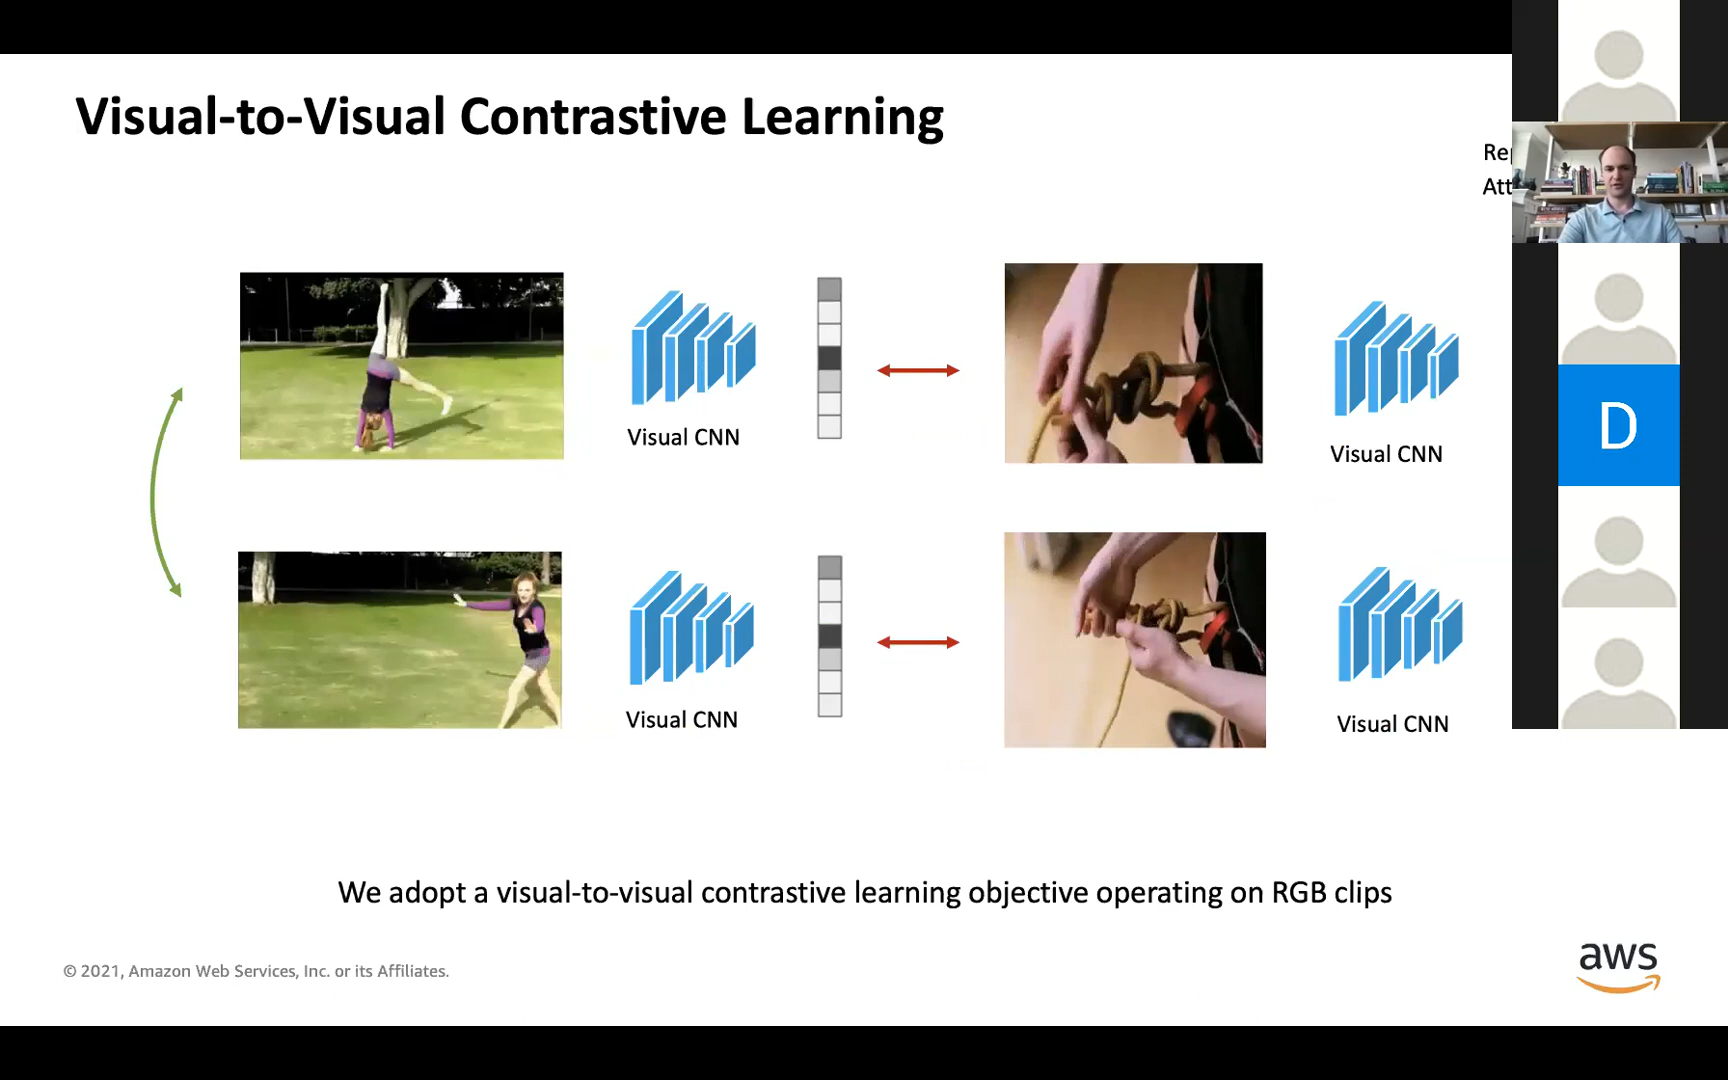 Visual-to-Visual Contrastive Learning
Visual CNN
Visual CNN
Visual CNN
Visual CNN
D
We adopt a visual-to-visual contrastive learning objective operating on RGB clips
© 2021, Amazon Web Services, Inc. or its Affiliates.
aws